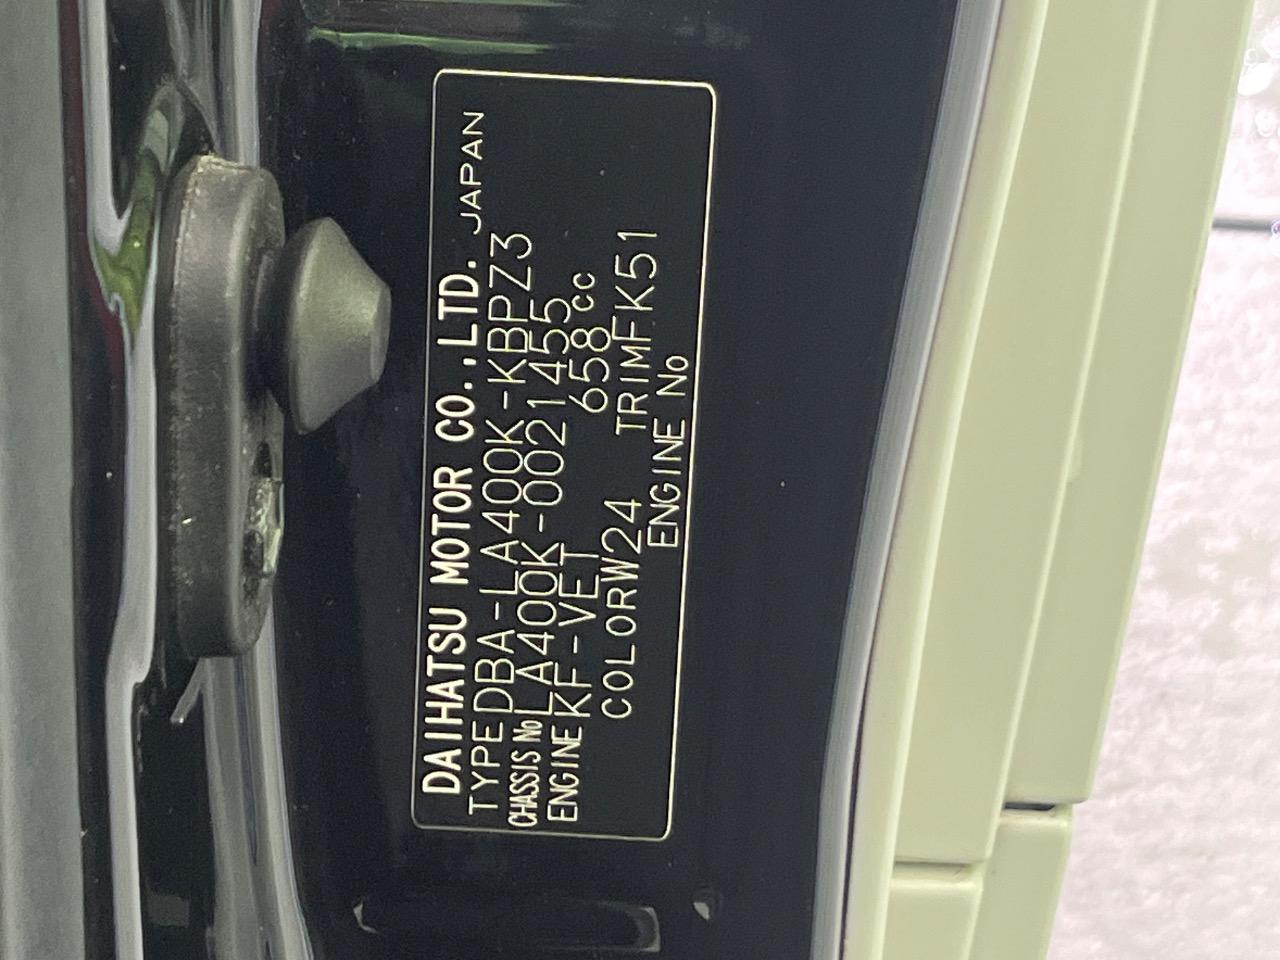 DAIHATSU MOTOR CO.,LTD. JAPAN
TYPE DBA-LA400K-KBPZ3
CHASSIS No LA400K-0021455
ENGINE KF-VET 658cc
COLOR W24 TRIM FK51
ENGINE No